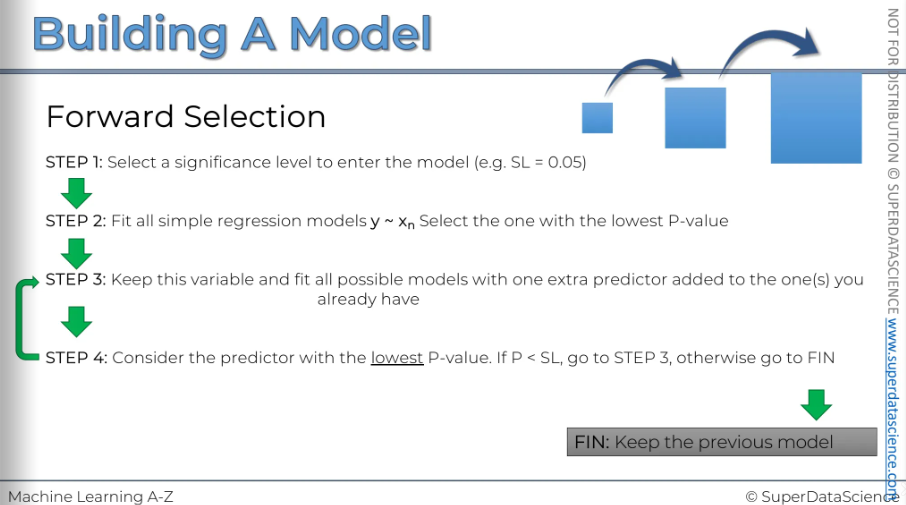 Building A Model
Forward Selection
STEP 1: Select a significance level to enter the model (e.g. SL = 0.05)
STEP 2: Fit all simple regression models y ~ xn Select the one with the lowest P-value
STEP 3: Keep this variable and fit all possible models with one extra predictor added to the one(s) you
already have
STEP 4: Consider the predictor with the lowest P-value. If P < SL, go to STEP 3, otherwise go to FIN
FIN: Keep the previous model
Machine Learning A-Z
© SuperDataScience
NOT FOR DISTRIBUTION © SUPERDATASCIENCE www.superdatascience.com